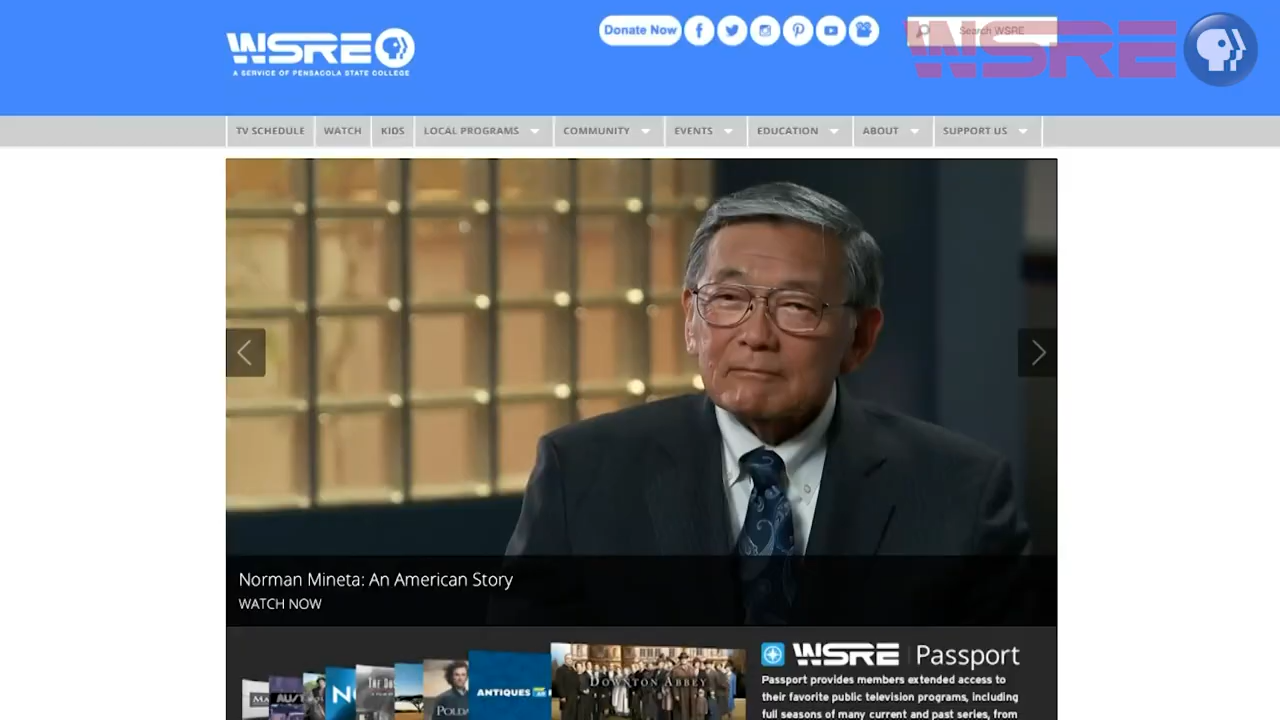 WSRE
A SERVICE OF PENSACOLA STATE COLLEGE
Donate Now
Search WSRE
WSRE
TV SCHEDULE WATCH KIDS LOCAL PROGRAMS COMMUNITY EVENTS EDUCATION ABOUT SUPPORT US
Norman Mineta: An American Story
WATCH NOW
ANTIQUES
DOWNTON ABBEY
WSRE | Passport
Passport provides members extended access to
their favorite public television programs, including
full seasons of many current and past series, from